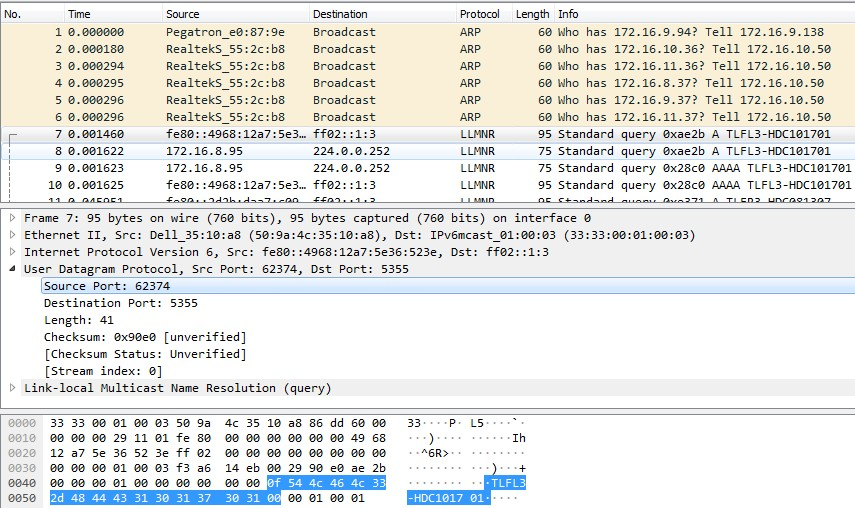 No. Time Source Destination Protocol Length Info
1 0.000000 Pegatron_e0:87:9e Broadcast ARP 60 Who has 172.16.9.94? Tell 172.16.9.138
2 0.000180 RealtekS_55:2c:b8 Broadcast ARP 60 Who has 172.16.10.36? Tell 172.16.10.50
3 0.000294 RealtekS_55:2c:b8 Broadcast ARP 60 Who has 172.16.11.36? Tell 172.16.10.50
4 0.000295 RealtekS_55:2c:b8 Broadcast ARP 60 Who has 172.16.8.37? Tell 172.16.10.50
5 0.000296 RealtekS_55:2c:b8 Broadcast ARP 60 Who has 172.16.9.37? Tell 172.16.10.50
6 0.000296 RealtekS_55:2c:b8 Broadcast ARP 60 Who has 172.16.11.37? Tell 172.16.10.50
7 0.001460 fe80::4968:12a7:5e3… ff02::1:3 LLMNR 95 Standard query 0xae2b A TLFL3-HDC101701
8 0.001622 172.16.8.95 224.0.0.252 LLMNR 75 Standard query 0xae2b A TLFL3-HDC101701
9 0.001623 172.16.8.95 224.0.0.252 LLMNR 75 Standard query 0x28c0 AAAA TLFL3-HDC101701
10 0.001625 fe80::4968:12a7:5e3… ff02::1:3 LLMNR 95 Standard query 0x28c0 AAAA TLFL3-HDC101701
Frame 7: 95 bytes on wire (760 bits), 95 bytes captured (760 bits) on interface 0
Ethernet II, Src: Dell_35:10:a8 (50:9a:4c:35:10:a8), Dst: IPv6mcast_01:00:03 (33:33:00:01:00:03)
Internet Protocol Version 6, Src: fe80::4968:12a7:5e36:523e, Dst: ff02::1:3
User Datagram Protocol, Src Port: 62374, Dst Port: 5355
Source Port: 62374
Destination Port: 5355
Length: 41
Checksum: 0x90e0 [unverified]
[Checksum Status: Unverified]
[Stream index: 0]
Link-local Multicast Name Resolution (query)
0000 33 33 00 01 00 03 50 9a 4c 35 10 a8 86 dd 60 00 33····P· L5····`·
0010 00 00 00 29 11 01 fe 80 00 00 00 00 00 00 49 68 ···)···· ······Ih
0020 12 a7 5e 36 52 3e ff 02 00 00 00 00 00 00 00 00 ··^6R>·· ········
0030 00 00 00 01 00 03 f3 a6 14 eb 00 29 90 e0 ae 2b ········ ···)···+
0040 00 00 00 01 00 00 00 00 00 00 0f 54 4c 46 4c 33 ········ ···TLFL3
0050 2d 48 44 43 31 30 31 37 30 31 00 00 01 00 01 -HDC1017 01·····